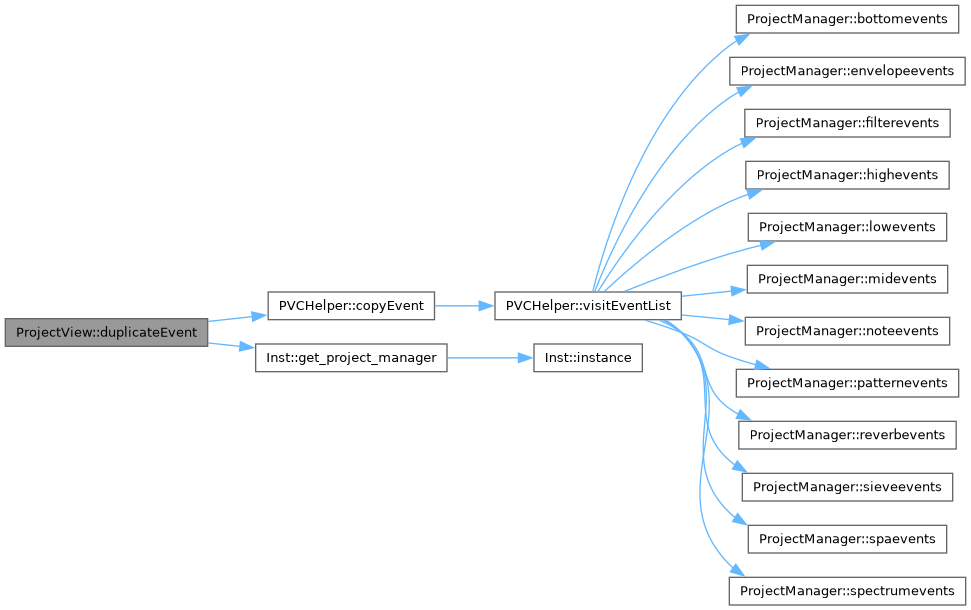 ProjectView::duplicateEvent
PVCHelper::copyEvent
Inst::get_project_manager
PVCHelper::visitEventList
Inst::instance
ProjectManager::bottomevents
ProjectManager::envelopeevents
ProjectManager::filterevents
ProjectManager::highevents
ProjectManager::lowevents
ProjectManager::midevents
ProjectManager::noteevents
ProjectManager::patternevents
ProjectManager::reverbevents
ProjectManager::sieveevents
ProjectManager::spaevents
ProjectManager::spectrumevents